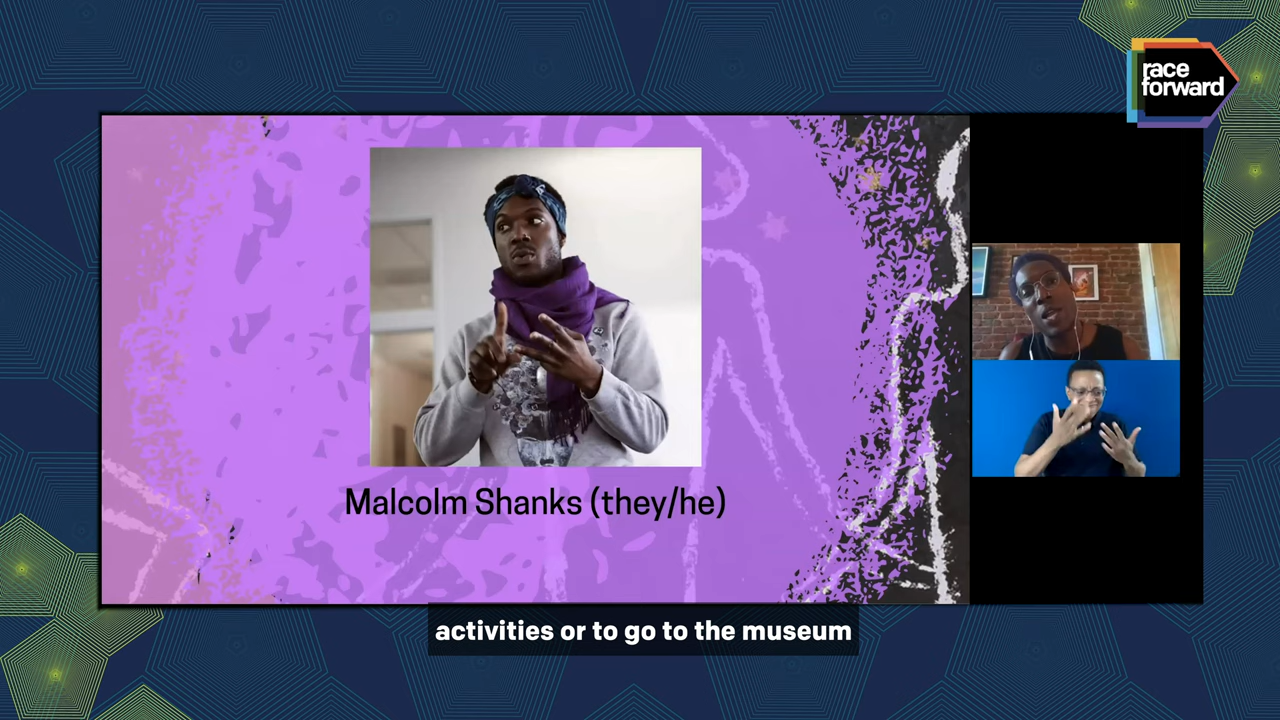 race
forward
Malcolm Shanks (they/he)
activities or to go to the museum